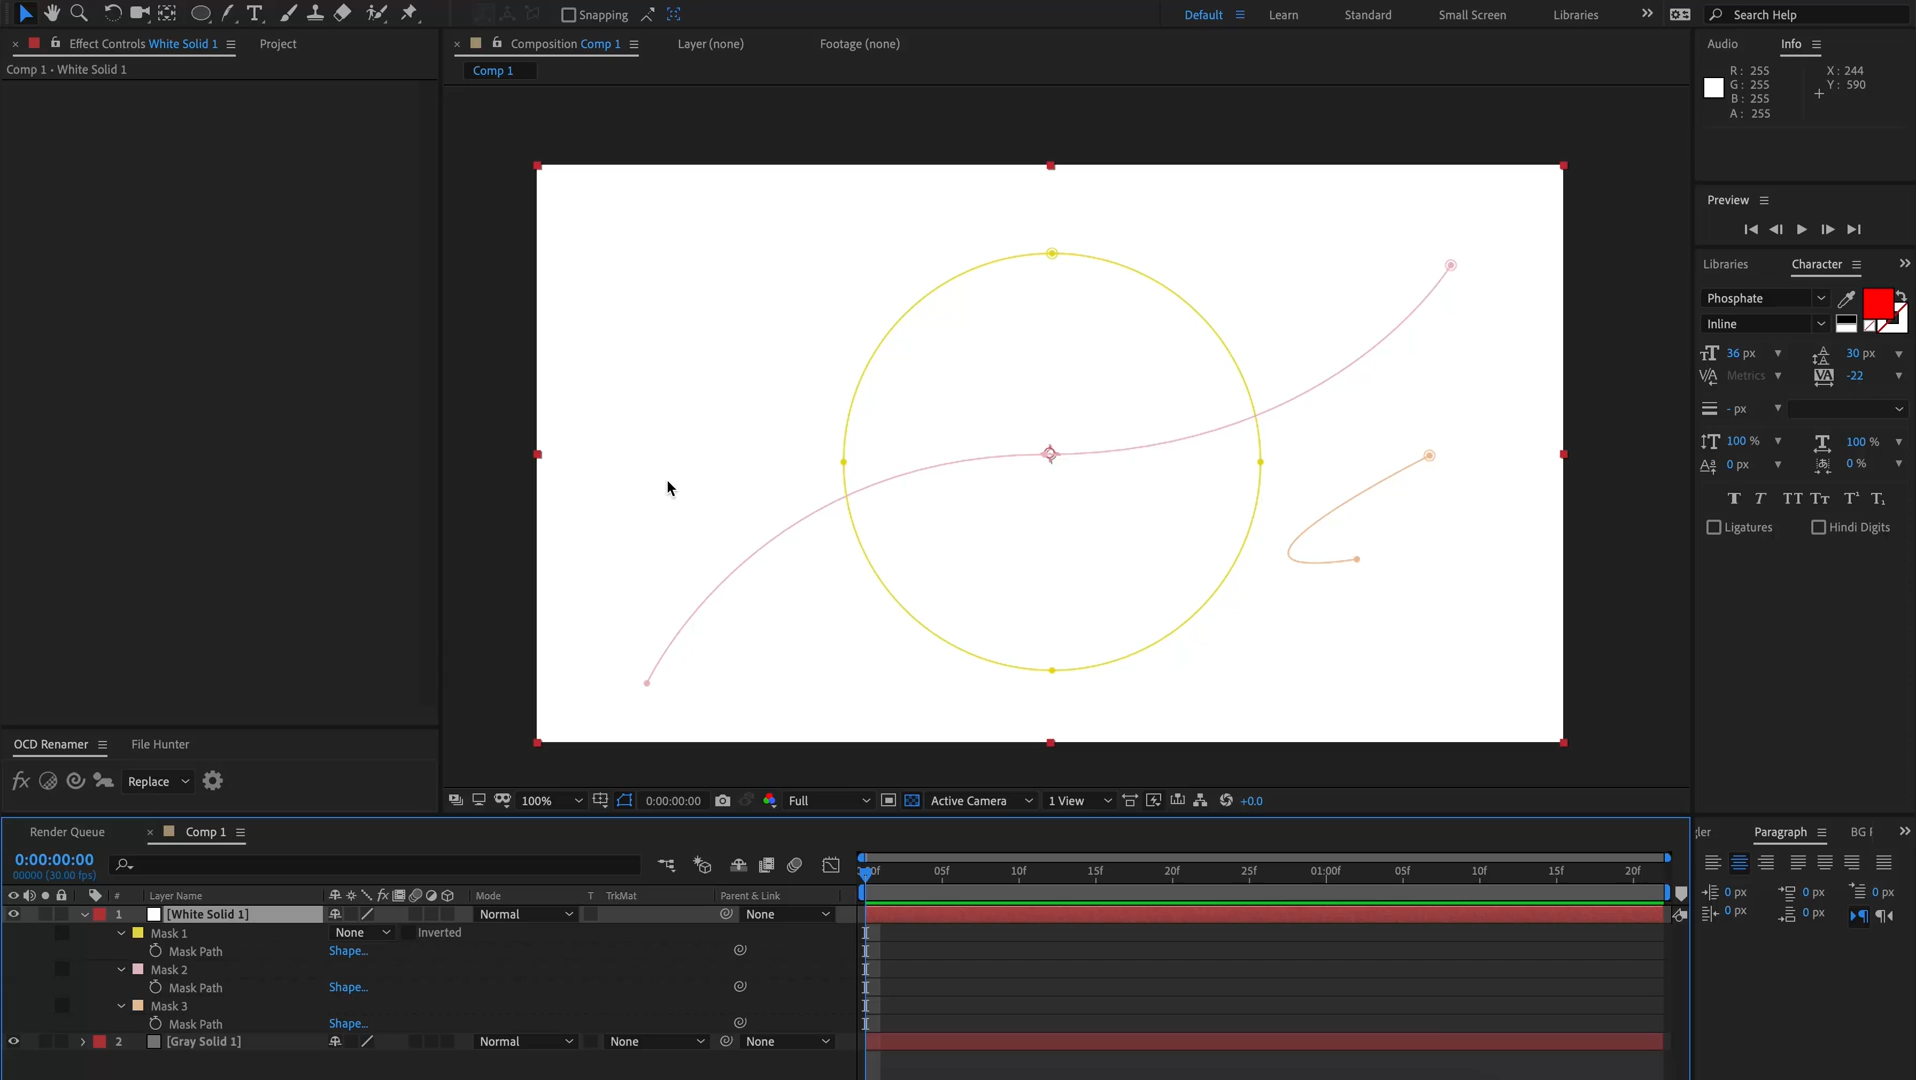 Snapping
Default
Learn
Standard
Small Screen
Libraries
Search Help
Effect Controls White Solid 1
Project
Composition Comp 1
Layer (none)
Footage (none)
Audio
Info
Comp 1 • White Solid 1
Comp 1
R: 255
G: 255
B: 255
A: 255
X: 244
Y: 590
Preview
Libraries
Character
Phosphate
Inline
36 px
30 px
Metrics
-22
- px
100 %
100 %
0 px
0 %
Ligatures
Hindi Digits
OCD Renamer
File Hunter
fx
Replace
100%
0:00:00:00
Full
Active Camera
1 View
+0.0
Render Queue
Comp 1
gler
Paragraph
BG
0:00:00:00
00000 (30.00 fps)
05f
10f
15f
20f
25f
01:00f
05f
10f
15f
20f
0 px
0 px
0 px
0 px
0 px
#
Layer Name
fx
Mode
T
TrkMat
Parent & Link
1
[White Solid 1]
Normal
None
Mask 1
None
Inverted
Mask Path
Shape...
Mask 2
Mask Path
Shape...
Mask 3
Mask Path
Shape...
2
[Gray Solid 1]
Normal
None
None